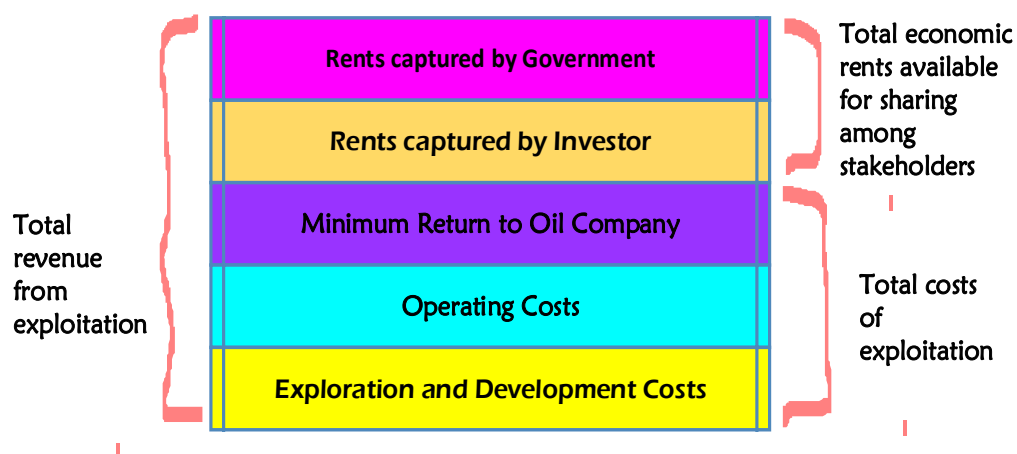 Rents captured by Government
Rents captured by Investor
Minimum Return to Oil Company
Operating Costs
Exploration and Development Costs
Total
revenue
from
exploitation
Total economic
rents available
for sharing
among
stakeholders
Total costs
of
exploitation